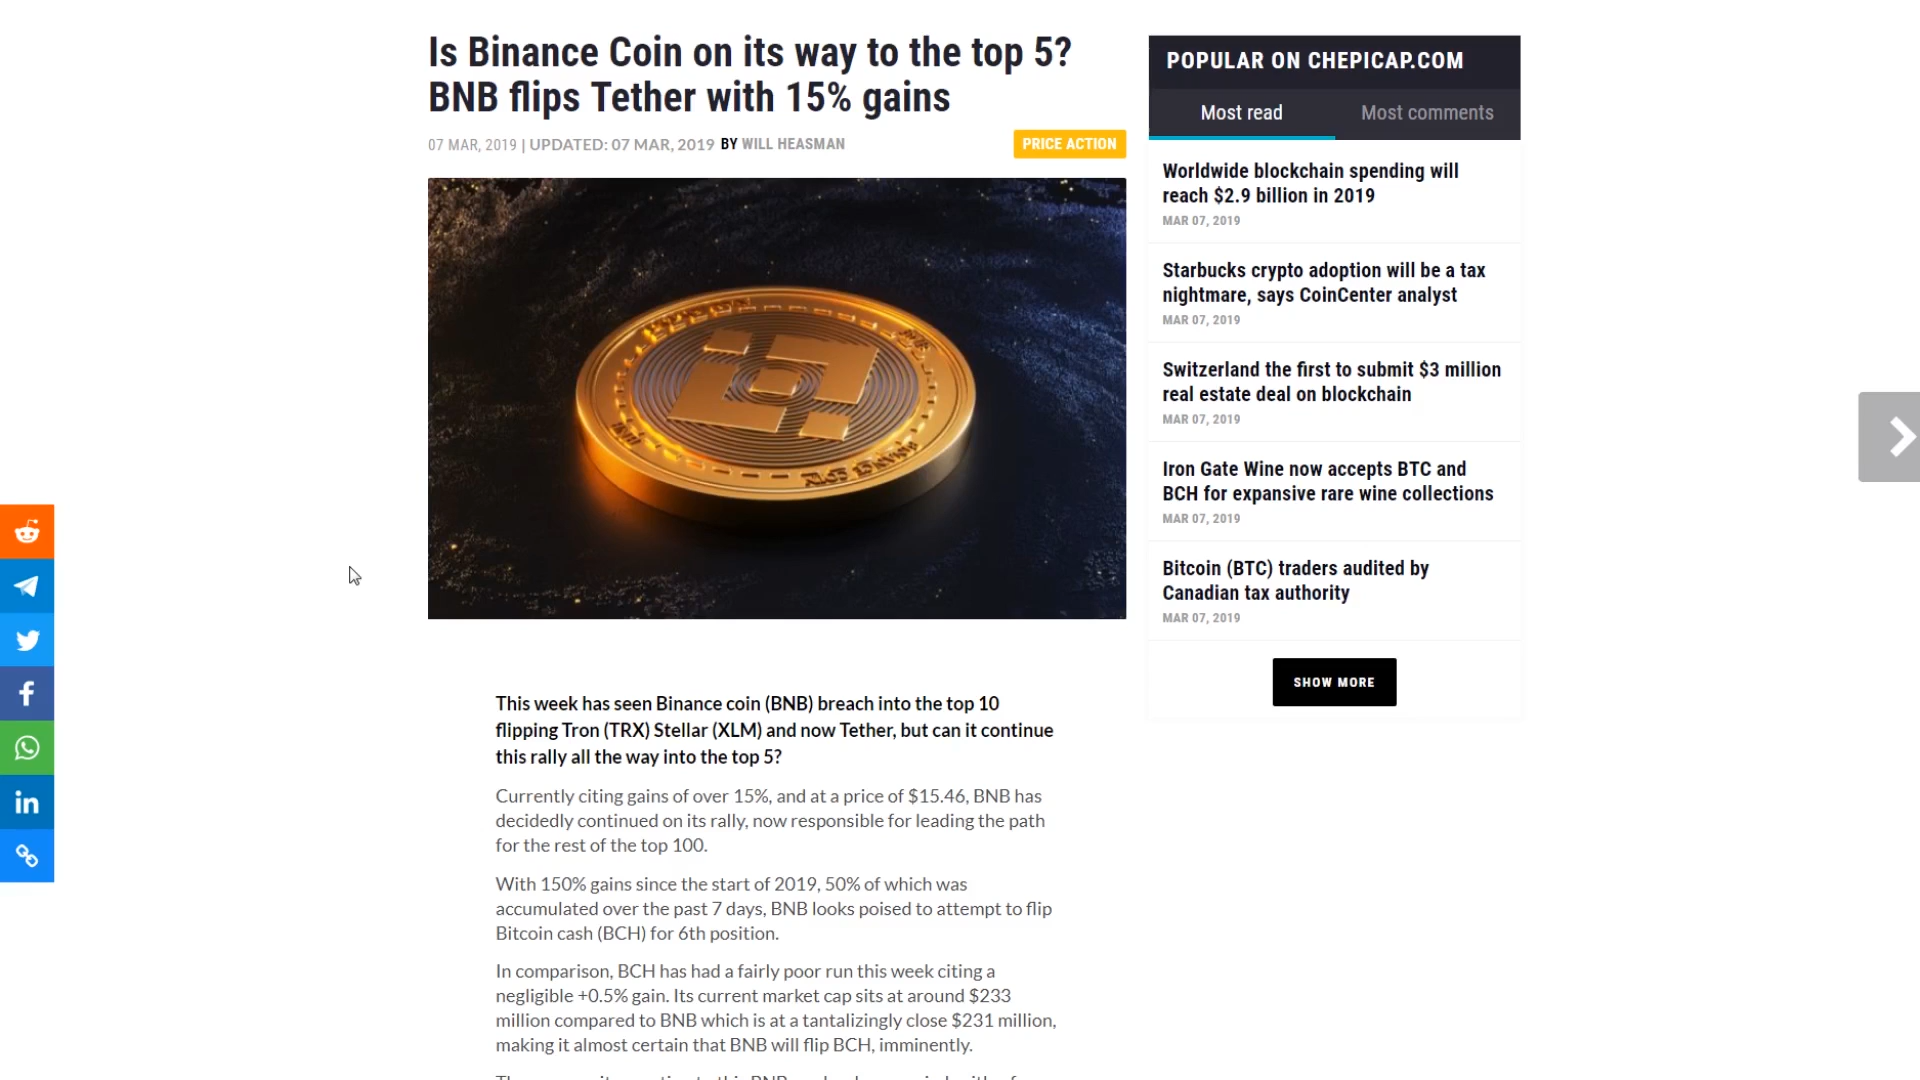 Is Binance Coin on its way to the top 5?
BNB flips Tether with 15% gains
07 MAR, 2019 | UPDATED: 07 MAR, 2019 BY WILL HEASMAN
PRICE ACTION
This week has seen Binance coin (BNB) breach into the top 10
flipping Tron (TRX) Stellar (XLM) and now Tether, but can it continue
this rally all the way into the top 5?
Currently citing gains of over 15%, and at a price of $15.46, BNB has
decidedly continued on its rally, now responsible for leading the path
for the rest of the top 100.
With 150% gains since the start of 2019, 50% of which was
accumulated over the past 7 days, BNB looks poised to attempt to flip
Bitcoin cash (BCH) for 6th position.
In comparison, BCH has had a fairly poor run this week citing a
negligible +0.5% gain. Its current market cap sits at around $233
million compared to BNB which is at a tantalizingly close $231 million,
making it almost certain that BNB will flip BCH, imminently.
POPULAR ON CHEPICAP.COM
Most read
Most comments
Worldwide blockchain spending will
reach $2.9 billion in 2019
MAR 07, 2019
Starbucks crypto adoption will be a tax
nightmare, says CoinCenter analyst
MAR 07, 2019
Switzerland the first to submit $3 million
real estate deal on blockchain
MAR 07, 2019
Iron Gate Wine now accepts BTC and
BCH for expansive rare wine collections
MAR 07, 2019
Bitcoin (BTC) traders audited by
Canadian tax authority
MAR 07, 2019
SHOW MORE